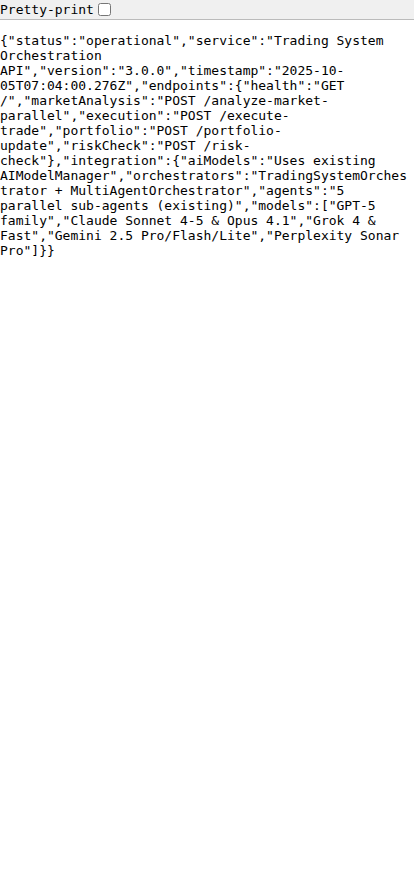 Pretty-print
{"status":"operational","service":"Trading System
Orchestration
API","version":"3.0.0","timestamp":"2025-10-
05T07:04:00.276Z","endpoints":{"health":"GET
/","marketAnalysis":"POST /analyze-market-
parallel","execution":"POST /execute-
trade","portfolio":"POST /portfolio-
update","riskCheck":"POST /risk-
check"},"integration":{"aiModels":"Uses existing
AIModelManager","orchestrators":"TradingSystemOrches
trator + MultiAgentOrchestrator","agents":"5
parallel sub-agents (existing)","models":["GPT-5
family","Claude Sonnet 4-5 & Opus 4.1","Grok 4 &
Fast","Gemini 2.5 Pro/Flash/Lite","Perplexity Sonar
Pro"]}}